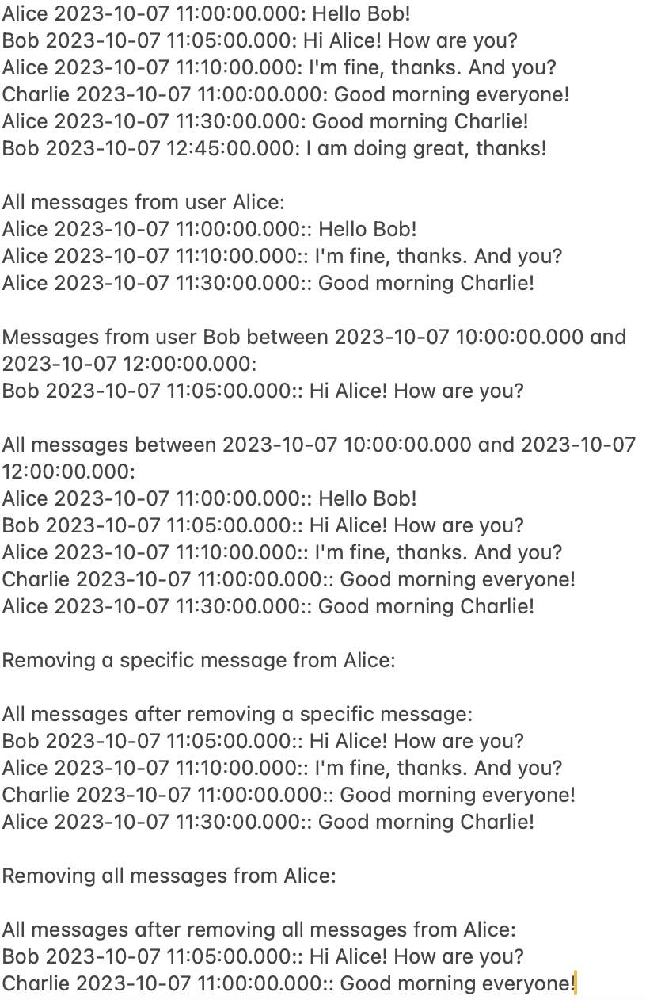 Alice 2023-10-07 11:00:00.000: Hello Bob!
Bob 2023-10-07 11:05:00.000: Hi Alice! How are you?
Alice 2023-10-07 11:10:00.000: I'm fine, thanks. And you?
Charlie 2023-10-07 11:00:00.000: Good morning everyone!
Alice 2023-10-07 11:30:00.000: Good morning Charlie!
Bob 2023-10-07 12:45:00.000: I am doing great, thanks!

All messages from user Alice:
Alice 2023-10-07 11:00:00.000:: Hello Bob!
Alice 2023-10-07 11:10:00.000:: I'm fine, thanks. And you?
Alice 2023-10-07 11:30:00.000:: Good morning Charlie!

Messages from user Bob between 2023-10-07 10:00:00.000 and
2023-10-07 12:00:00.000:
Bob 2023-10-07 11:05:00.000:: Hi Alice! How are you?

All messages between 2023-10-07 10:00:00.000 and 2023-10-07
12:00:00.000:
Alice 2023-10-07 11:00:00.000:: Hello Bob!
Bob 2023-10-07 11:05:00.000:: Hi Alice! How are you?
Alice 2023-10-07 11:10:00.000:: I'm fine, thanks. And you?
Charlie 2023-10-07 11:00:00.000:: Good morning everyone!
Alice 2023-10-07 11:30:00.000:: Good morning Charlie!

Removing a specific message from Alice:

All messages after removing a specific message:
Bob 2023-10-07 11:05:00.000:: Hi Alice! How are you?
Alice 2023-10-07 11:10:00.000:: I'm fine, thanks. And you?
Charlie 2023-10-07 11:00:00.000:: Good morning everyone!
Alice 2023-10-07 11:30:00.000:: Good morning Charlie!

Removing all messages from Alice:

All messages after removing all messages from Alice:
Bob 2023-10-07 11:05:00.000:: Hi Alice! How are you?
Charlie 2023-10-07 11:00:00.000:: Good morning everyone!